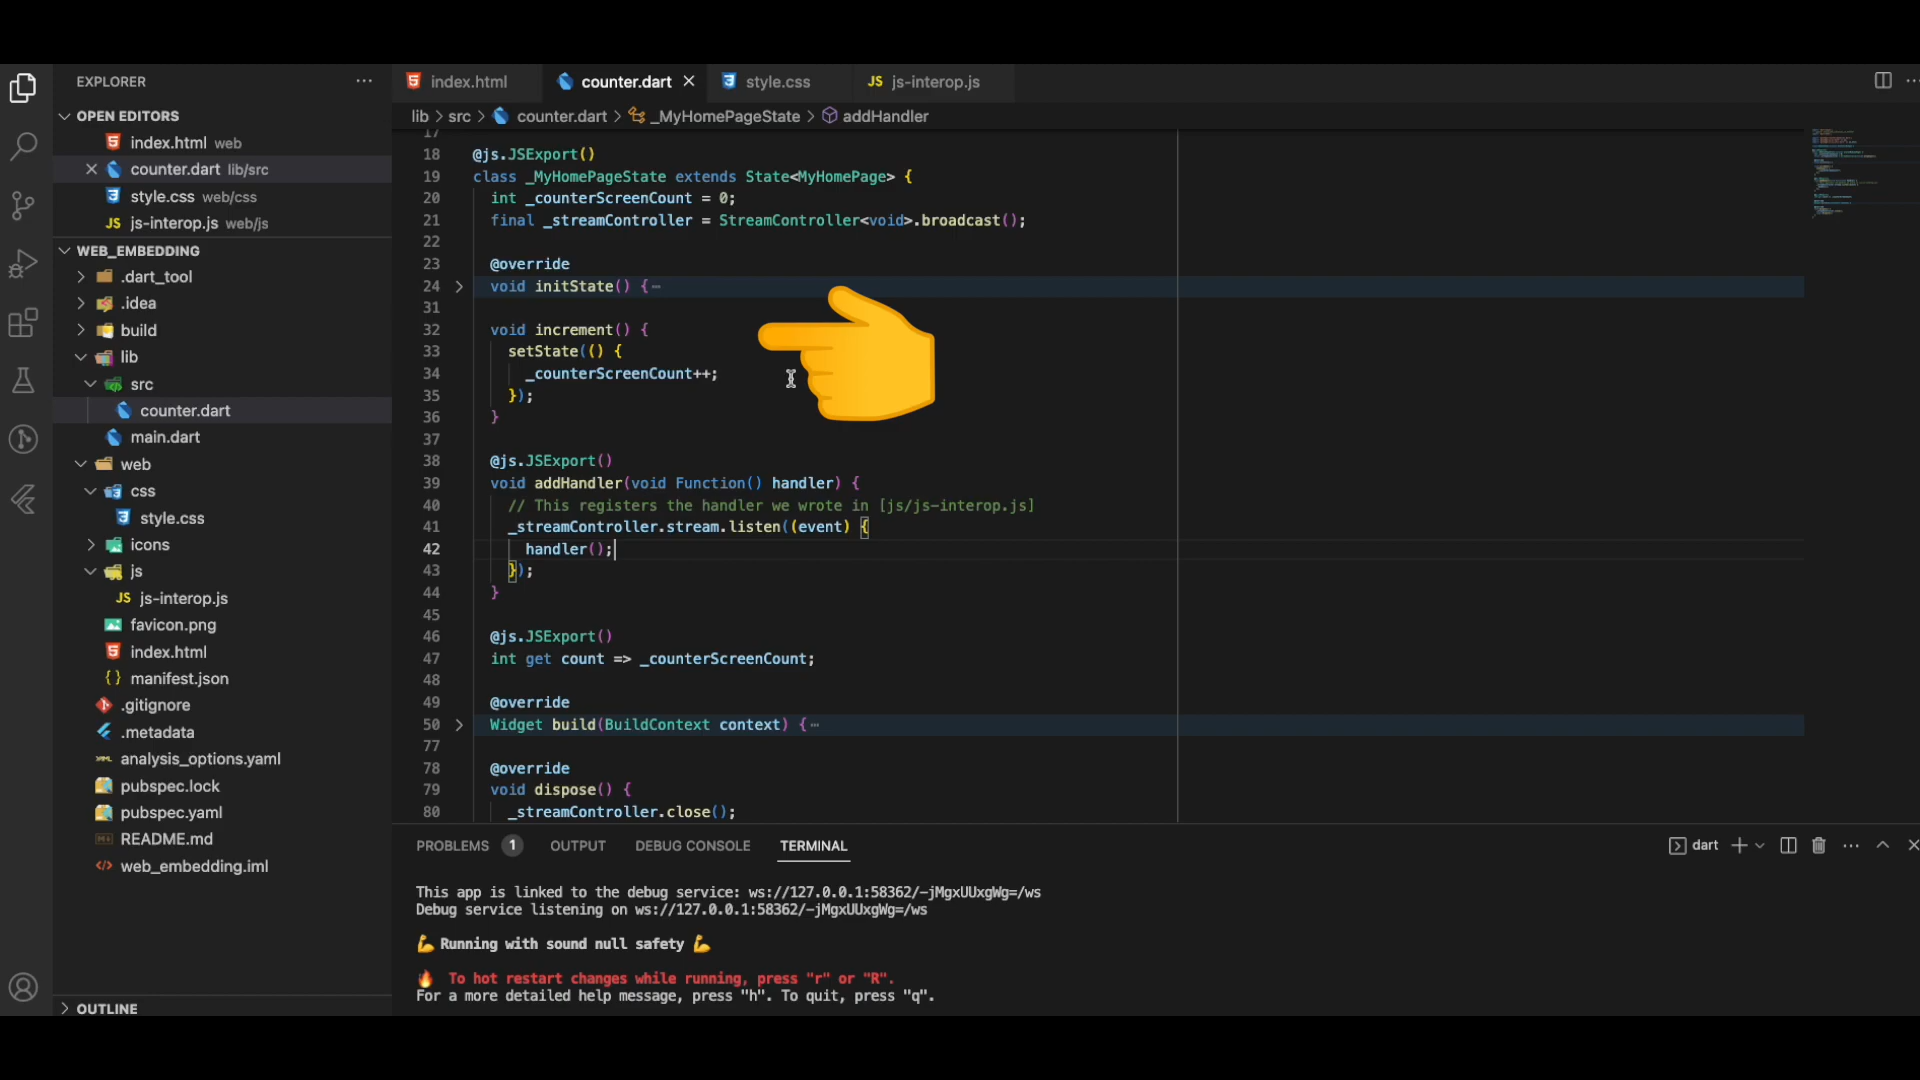 EXPLORER
OPEN EDITORS
index.html web
counter.dart lib/src
style.css web/css
js-interop.js web/js
WEB_EMBEDDING
.dart_tool
.idea
build
lib
src
counter.dart
main.dart
web
css
style.css
icons
js
JS js-interop.js
favicon.png
index.html
manifest.json
.gitignore
.metadata
analysis_options.yaml
pubspec.lock
pubspec.yaml
README.md
web_embedding.iml
OUTLINE
index.html counter.dart style.css JS js-interop.js
lib > src > counter.dart > _MyHomePageState > addHandler
17
18 @js.JSExport()
19 class _MyHomePageState extends State<MyHomePage> {
20 int _counterScreenCount = 0;
21 final _streamController = StreamController<void>.broadcast();
22
23 @override
24 void initState() {⋯
31
32 void increment() {
33 setState(() {
34 _counterScreenCount++;
35 });
36 }
37
38 @js.JSExport()
39 void addHandler(void Function() handler) {
40 // This registers the handler we wrote in [js/js-interop.js]
41 _streamController.stream.listen((event) {
42 handler();
43 });
44 }
45
46 @js.JSExport()
47 int get count => _counterScreenCount;
48
49 @override
50 Widget build(BuildContext context) {⋯
77
78 @override
79 void dispose() {
80 _streamController.close();
PROBLEMS 1 OUTPUT DEBUG CONSOLE TERMINAL dart
This app is linked to the debug service: ws://127.0.0.1:58362/-jMgxUUxgWg=/ws
Debug service listening on ws://127.0.0.1:58362/-jMgxUUxgWg=/ws
💪 Running with sound null safety 💪
🔥 To hot restart changes while running, press "r" or "R".
For a more detailed help message, press "h". To quit, press "q".